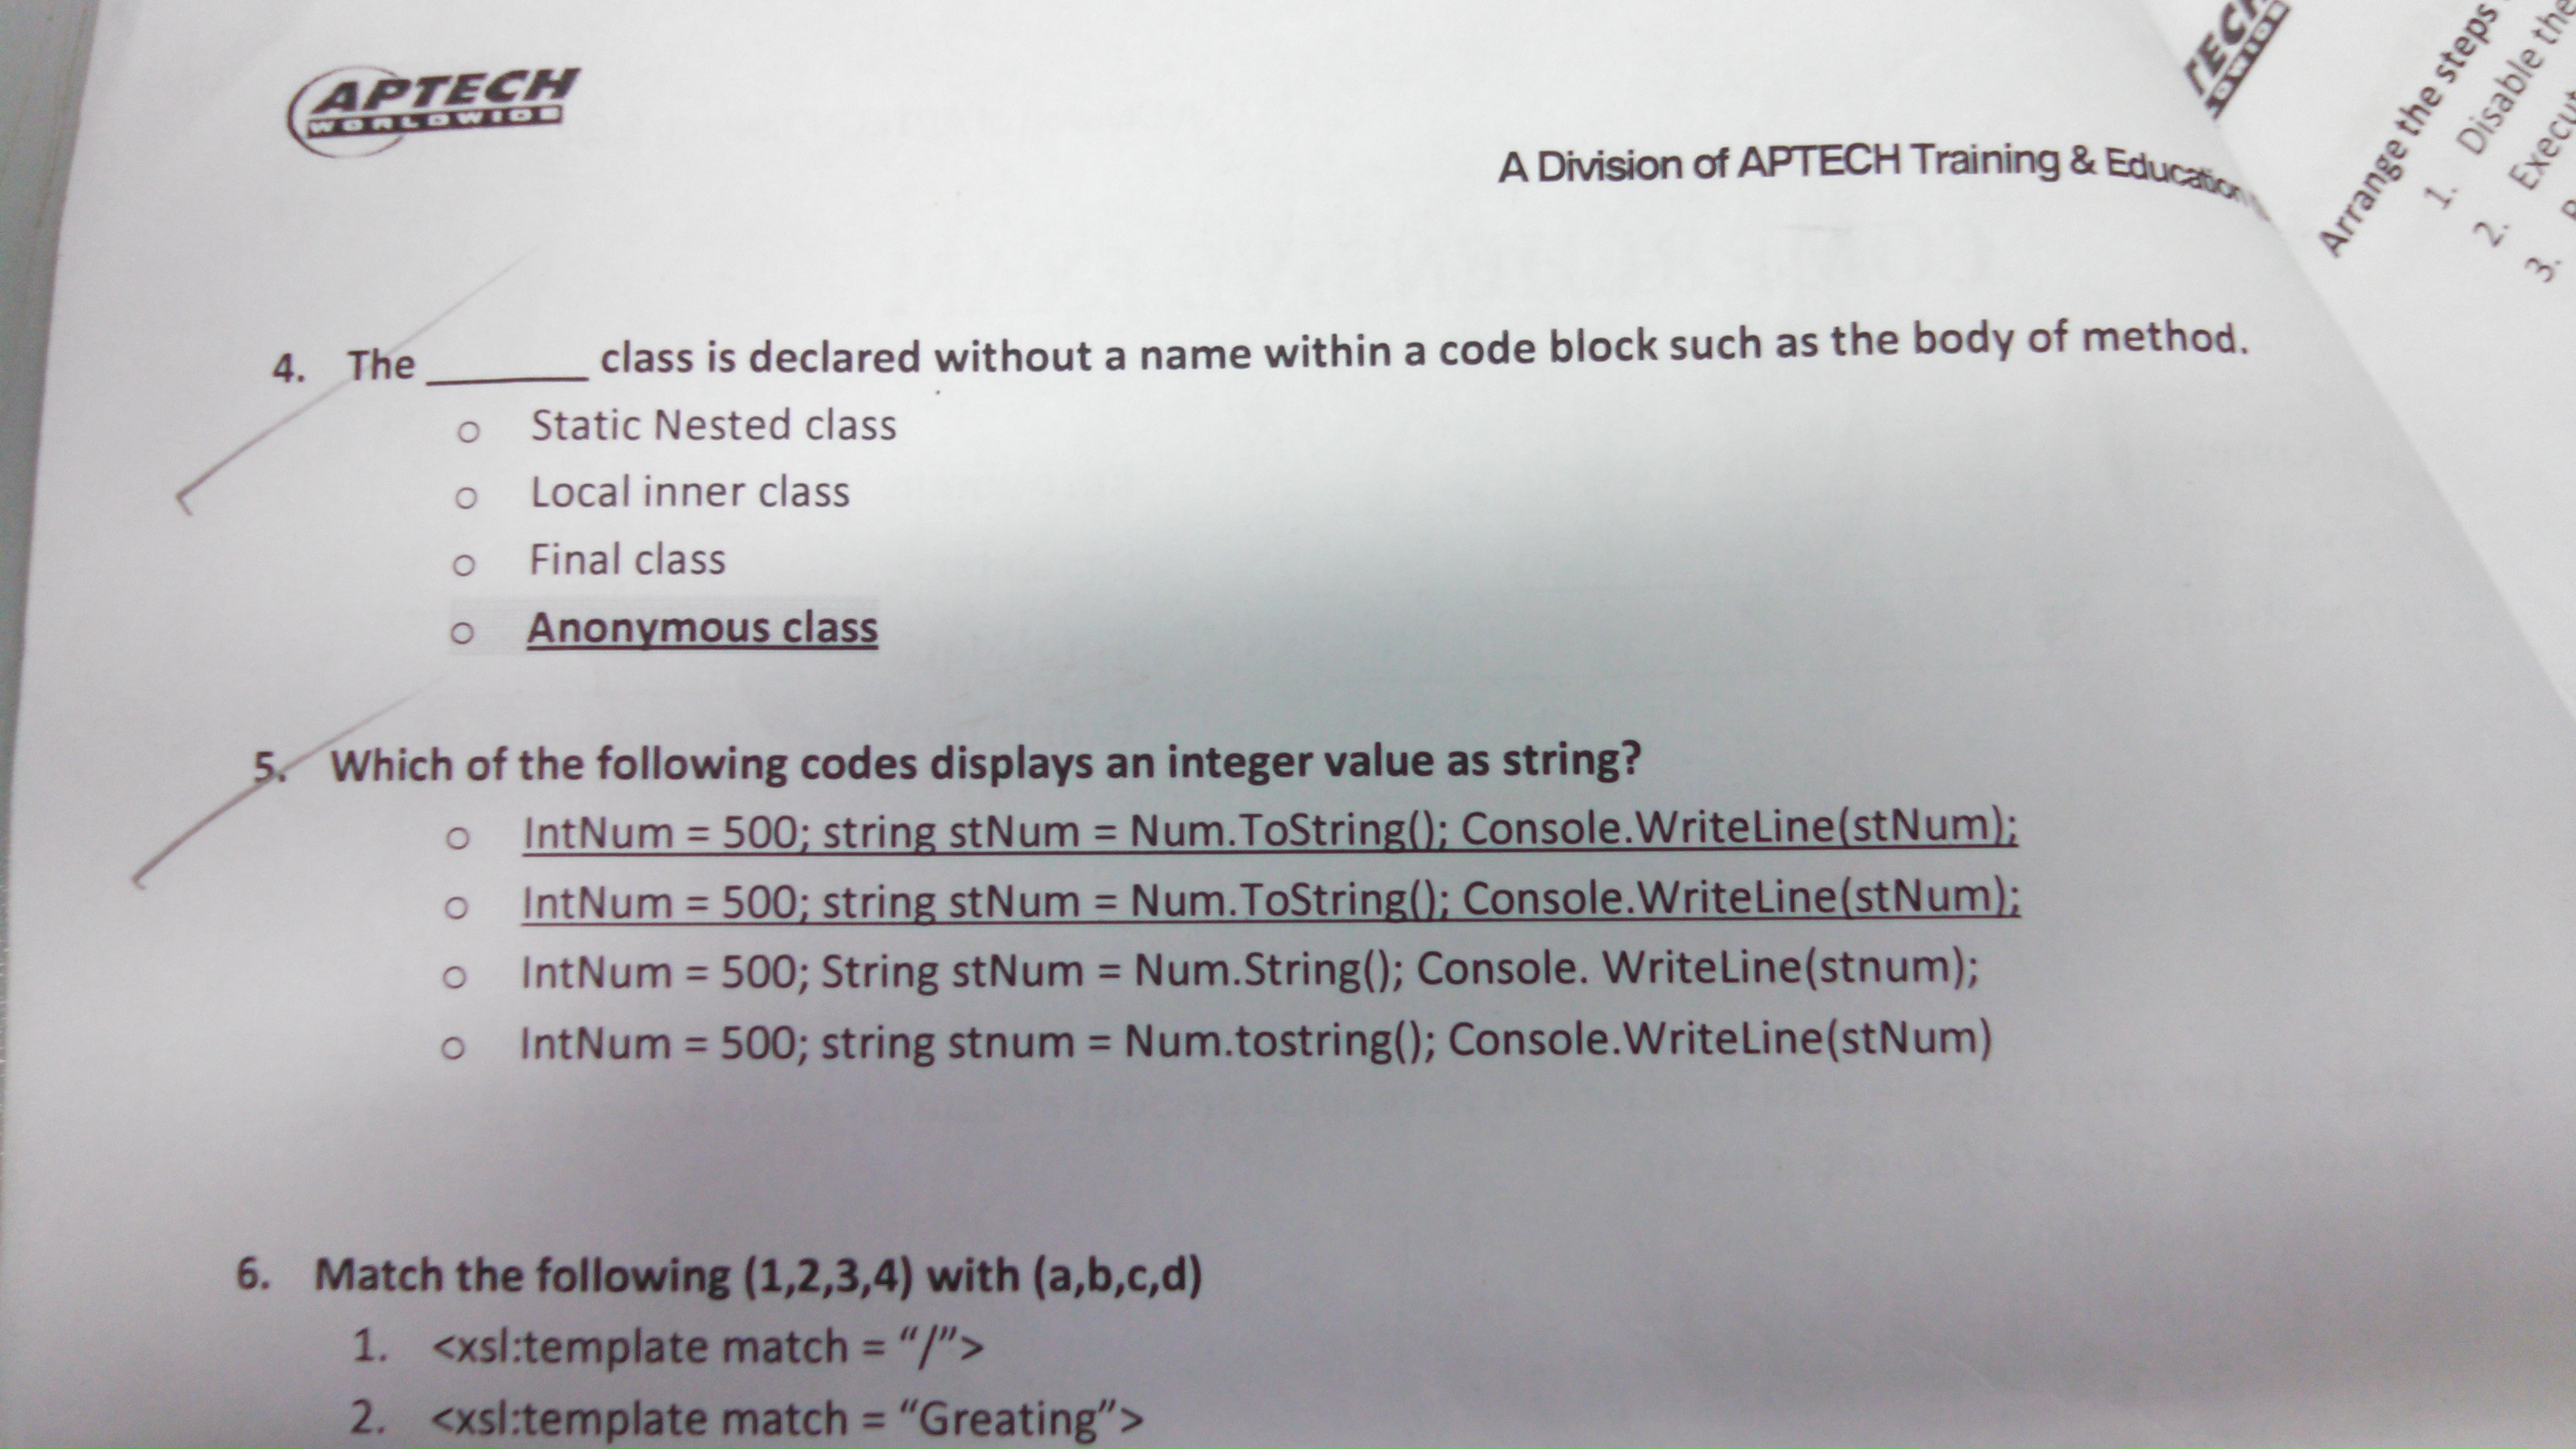 APTECH
WORLDWIDE
A Division of APTECH Training & Education
4. The ________ class is declared without a name within a code block such as the body of method.
o Static Nested class
o Local inner class
o Final class
o Anonymous class
5. Which of the following codes displays an integer value as string?
o IntNum = 500; string stNum = Num.ToString(); Console.WriteLine(stNum);
o IntNum = 500; string stNum = Num.ToString(); Console.WriteLine(stNum);
o IntNum = 500; String stNum = Num.String(); Console. WriteLine(stnum);
o IntNum = 500; string stnum = Num.tostring(); Console.WriteLine(stNum)
6. Match the following (1,2,3,4) with (a,b,c,d)
1. <xsl:template match = “/”>
2. <xsl:template match = “Greating”>
Arrange the steps
1. Disable the
2.
3.